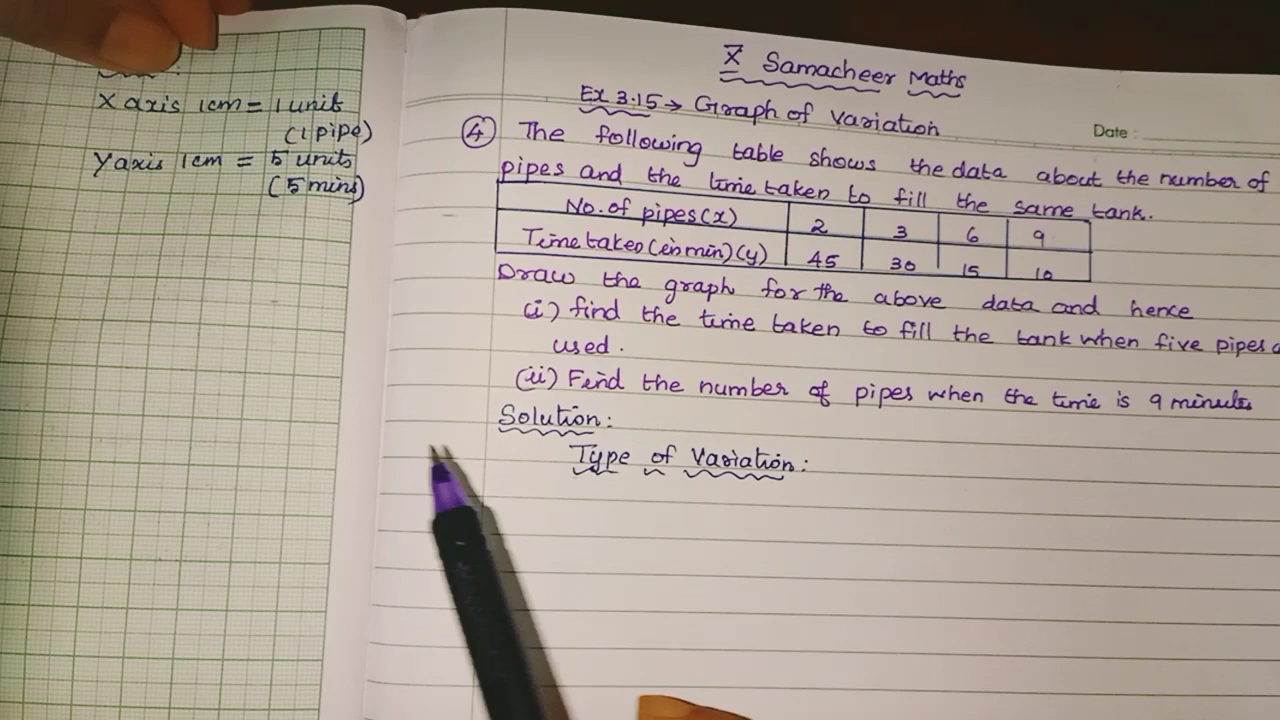 X axis 1cm = 1 unit
(1 pipe)
Y axis 1cm = 5 units
(5 mins)
X Samacheer Maths
Ex 3.15 → Graph of variation
Date:
④ The following table shows the data about the number of
pipes and the time taken to fill the same tank.
No. of pipes (x) 2 3 6 9
Time taken (in min) (y) 45 30 15 10
Draw the graph for the above data and hence
(i) find the time taken to fill the tank when five pipes
used.
(ii) Find the number of pipes when the time is 9 minutes
Solution:
Type of Variation: